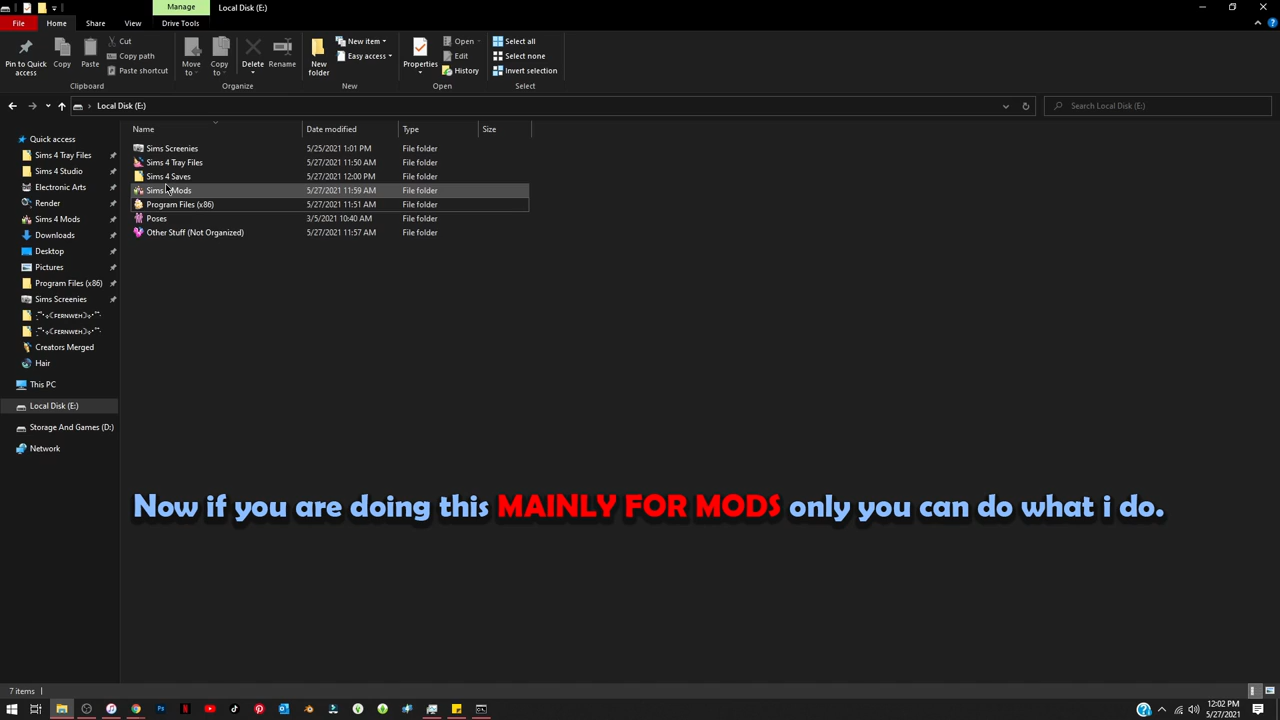 Manage
Local Disk (E:)
File
Home
Share
View
Drive Tools
Pin to Quick access
Copy
Paste
Cut
Copy path
Paste shortcut
Clipboard
Move to
Copy to
Delete
Rename
Organize
New folder
New item
Easy access
New
Properties
Open
Edit
History
Open
Select all
Select none
Invert selection
Select
Local Disk (E:)
Search Local Disk (E:)
Name
Date modified
Type
Size
Sims Screenies 5/25/2021 1:01 PM File folder
Sims 4 Tray Files 5/27/2021 11:50 AM File folder
Sims 4 Saves 5/27/2021 12:00 PM File folder
Sims 4 Mods 5/27/2021 11:59 AM File folder
Program Files (x86) 5/27/2021 11:51 AM File folder
Poses 3/5/2021 10:40 AM File folder
Other Stuff (Not Organized) 5/27/2021 11:57 AM File folder
Quick access
Sims 4 Tray Files
Sims 4 Studio
Electronic Arts
Render
Sims 4 Mods
Downloads
Desktop
Pictures
Program Files (x86)
Sims Screenies
ғᴇʀɴᴡᴇʜ
ғᴇʀɴᴡᴇʜ
Creators Merged
Hair
This PC
Local Disk (E:)
Storage And Games (D:)
Network
Now if you are doing this MAINLY FOR MODS only you can do what i do.
7 items
12:02 PM
5/27/2021